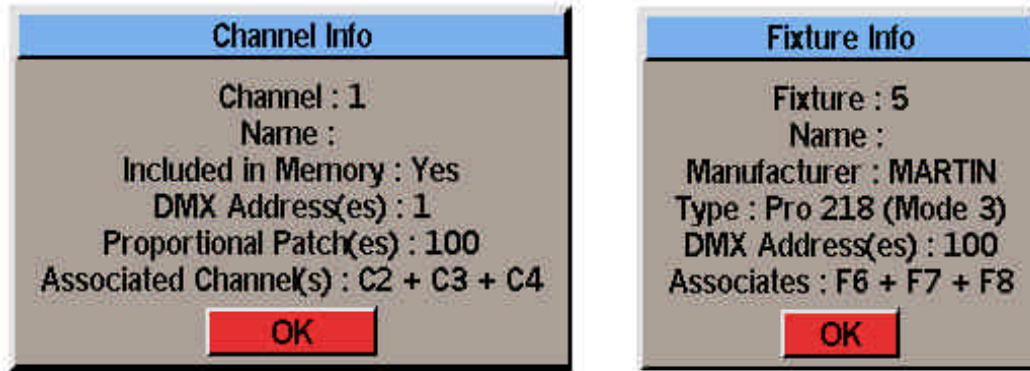 Channel Info
Channel : 1
Name :
Included in Memory : Yes
DMX Address(es) : 1
Proportional Patch(es) : 100
Associated Channel(s) : C2 + C3 + C4
OK
Fixture Info
Fixture : 5
Name :
Manufacturer : MARTIN
Type : Pro 218 (Mode 3)
DMX Address(es) : 100
Associates : F6 + F7 + F8
OK